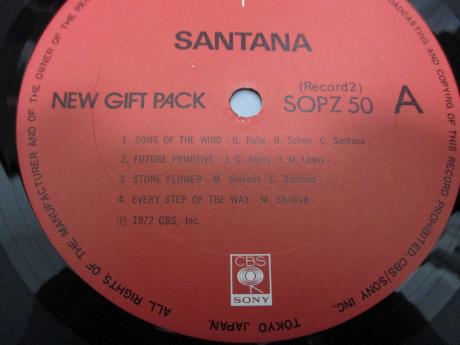 SANTANA
NEW GIFT PACK
(Record2)
SOPZ 50
A
1. SONG OF THE WIND - G. Rolie - N. Schon - C. Santana -
2. FUTURE PRIMITIVE - J. C. Areas - J. M. Lewis -
3. STONE FLOWER - M. Shrieve - C. Santana -
4. EVERY STEP OF THE WAY - M. Shrieve -
Ⓟ 1972 CBS, Inc.
CBS
SONY
ALL RIGHTS OF THE MANUFACTURER AND OF THE OWNER OF THE
BROADCASTING AND COPYING OF THIS RECORD PROHIBITED. CBS/SONY INC.
TOKYO JAPAN.